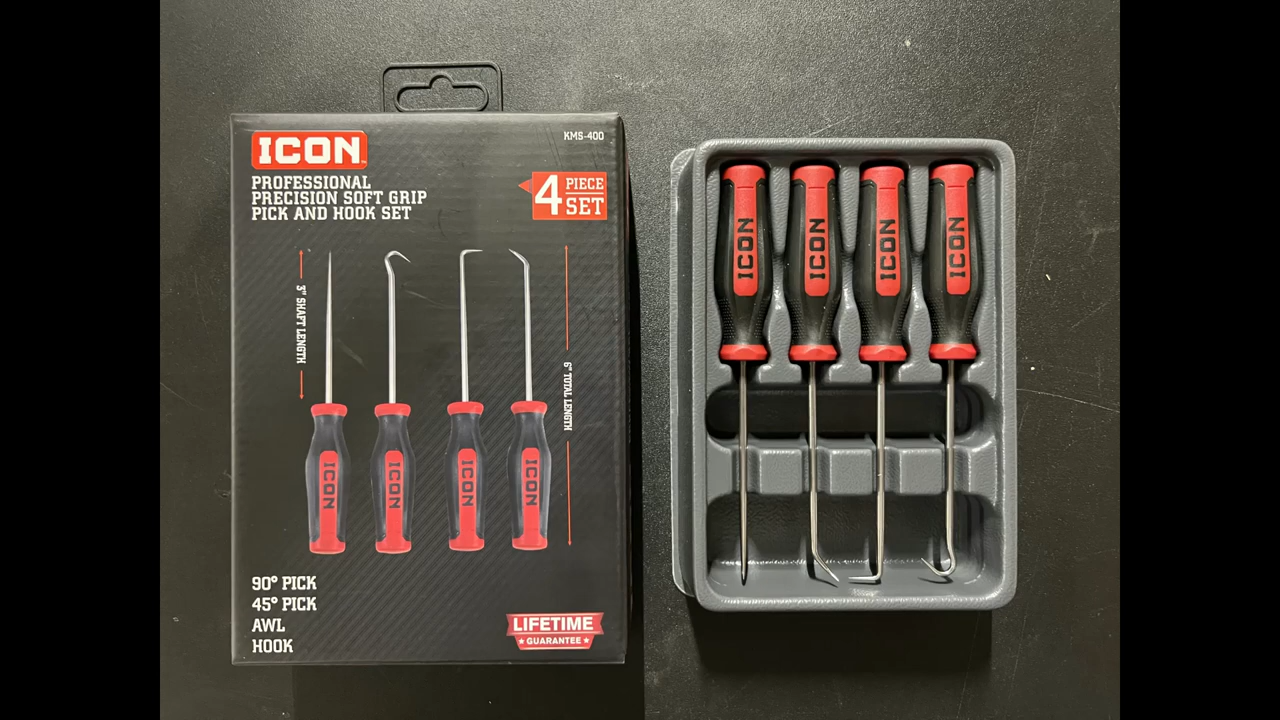 ICON
KMS-400
PROFESSIONAL
PRECISION SOFT GRIP
PICK AND HOOK SET
4 PIECE
SET
3" SHAFT LENGTH
6" TOTAL LENGTH
ICON
ICON
ICON
ICON
90° PICK
45° PICK
AWL
HOOK
LIFETIME
GUARANTEE
ICON
ICON
ICON
ICON